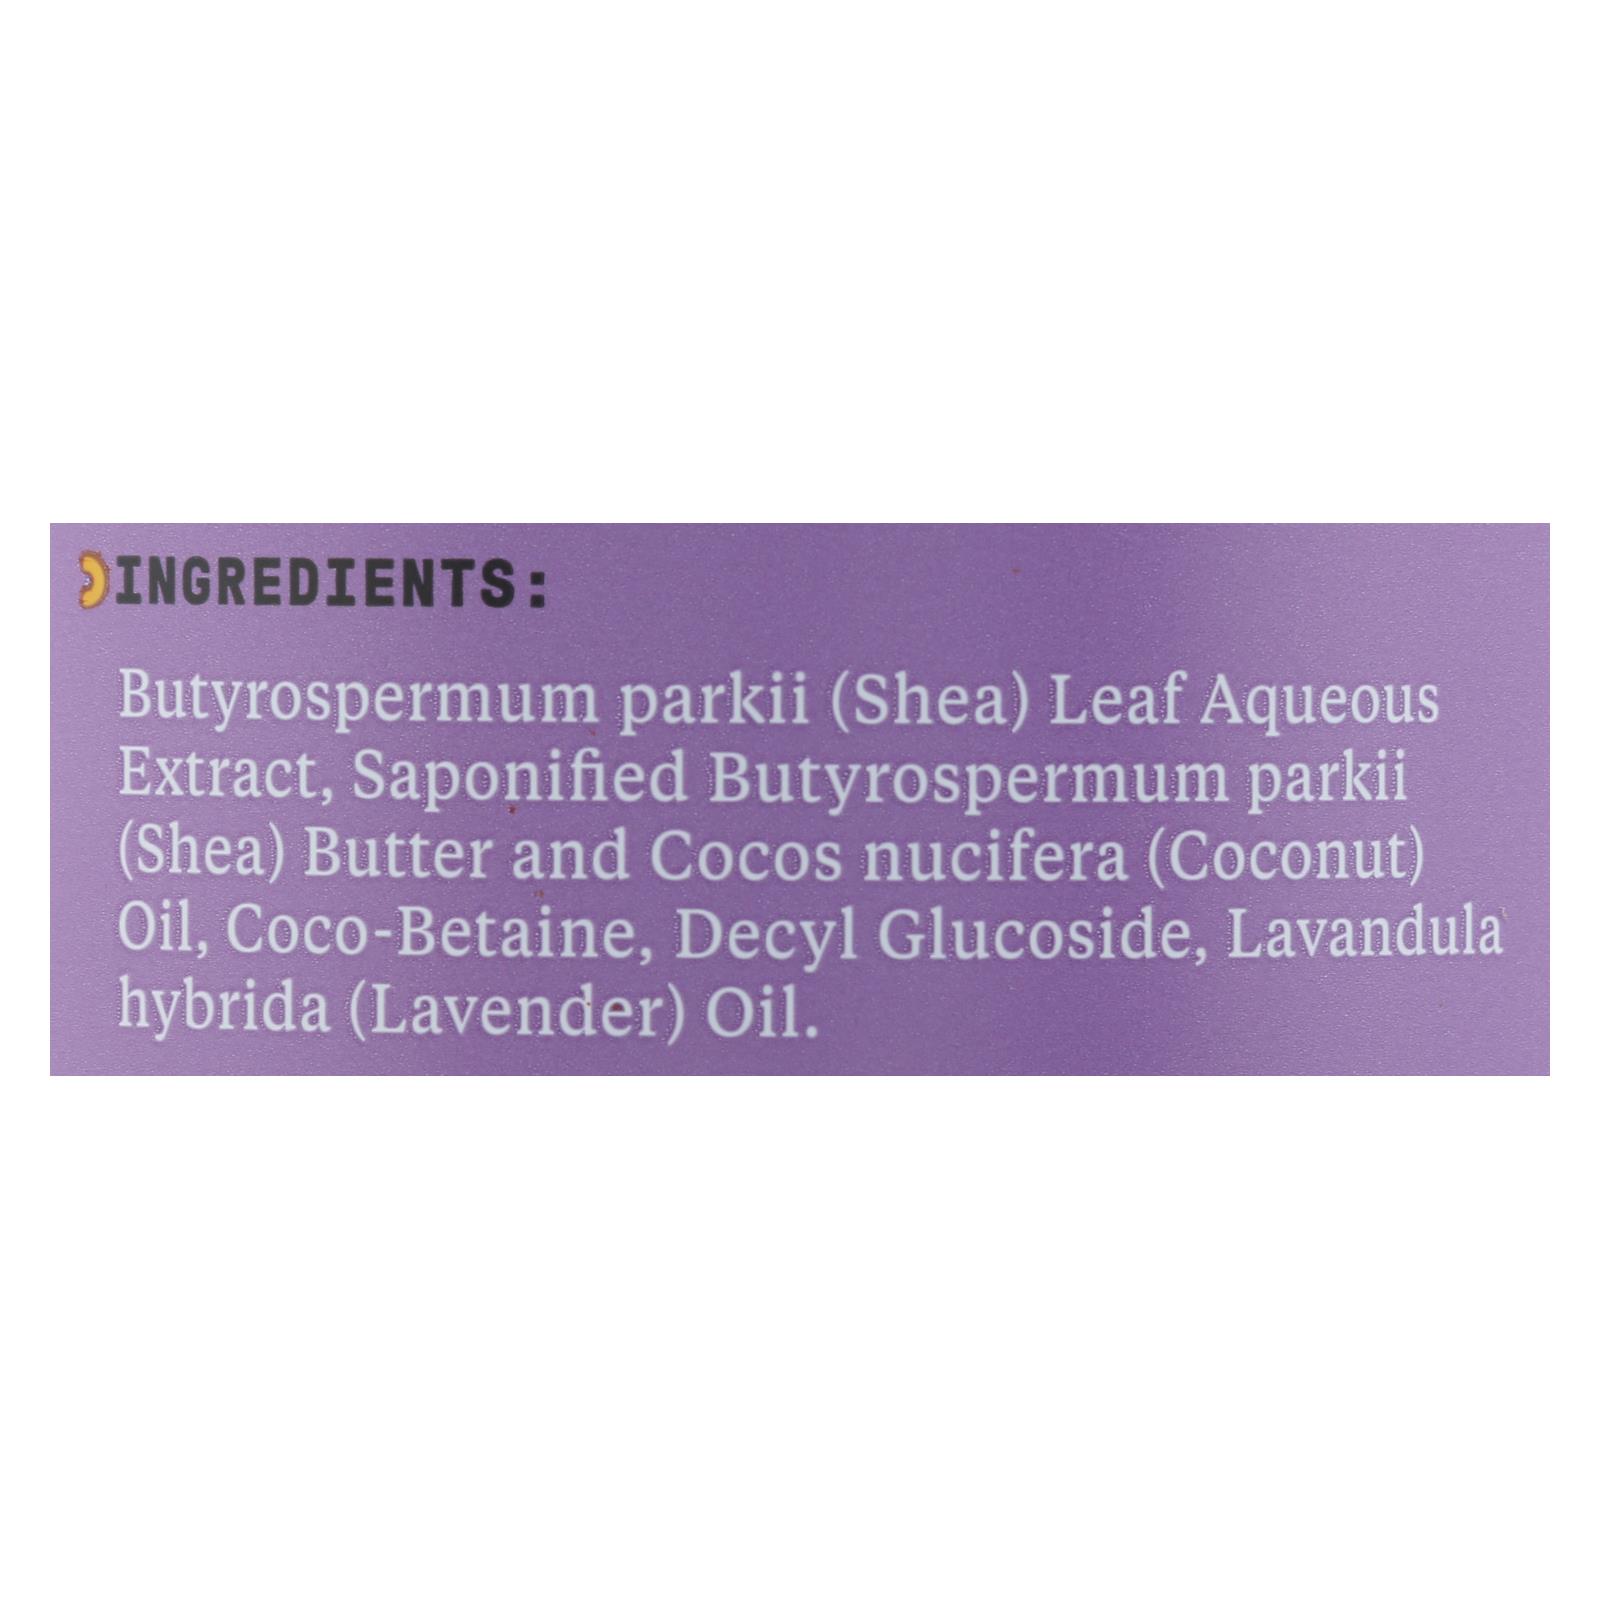 INGREDIENTS:
Butyrospermum parkii (Shea) Leaf Aqueous
Extract, Saponified Butyrospermum parkii
(Shea) Butter and Cocos nucifera (Coconut)
Oil, Coco-Betaine, Decyl Glucoside, Lavandula
hybrida (Lavender) Oil.